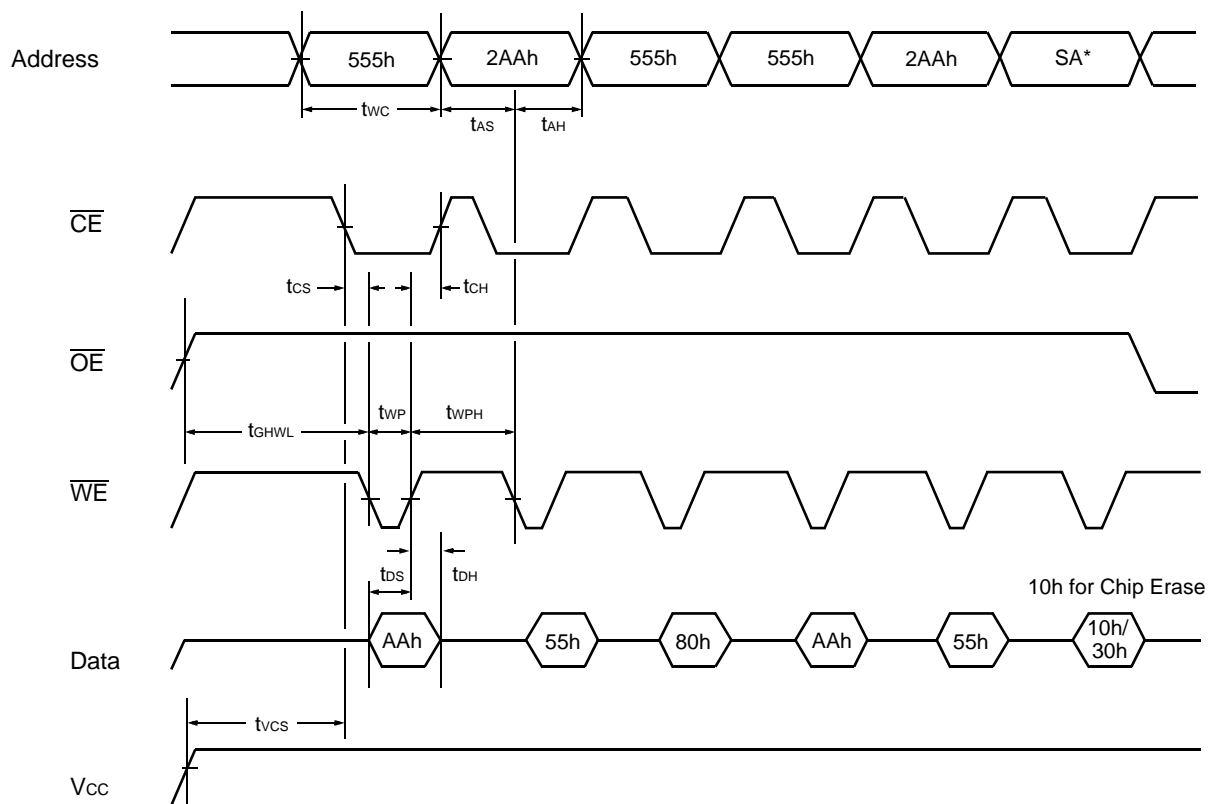 Address
555h 2AAh 555h 555h 2AAh SA*
tWC tAS tAH
CE
tCS tCH
OE
tGHWL tWP tWPH
WE
tDS tDH
10h for Chip Erase
Data
AAh 55h 80h AAh 55h 10h/
30h
tVCS
VCC